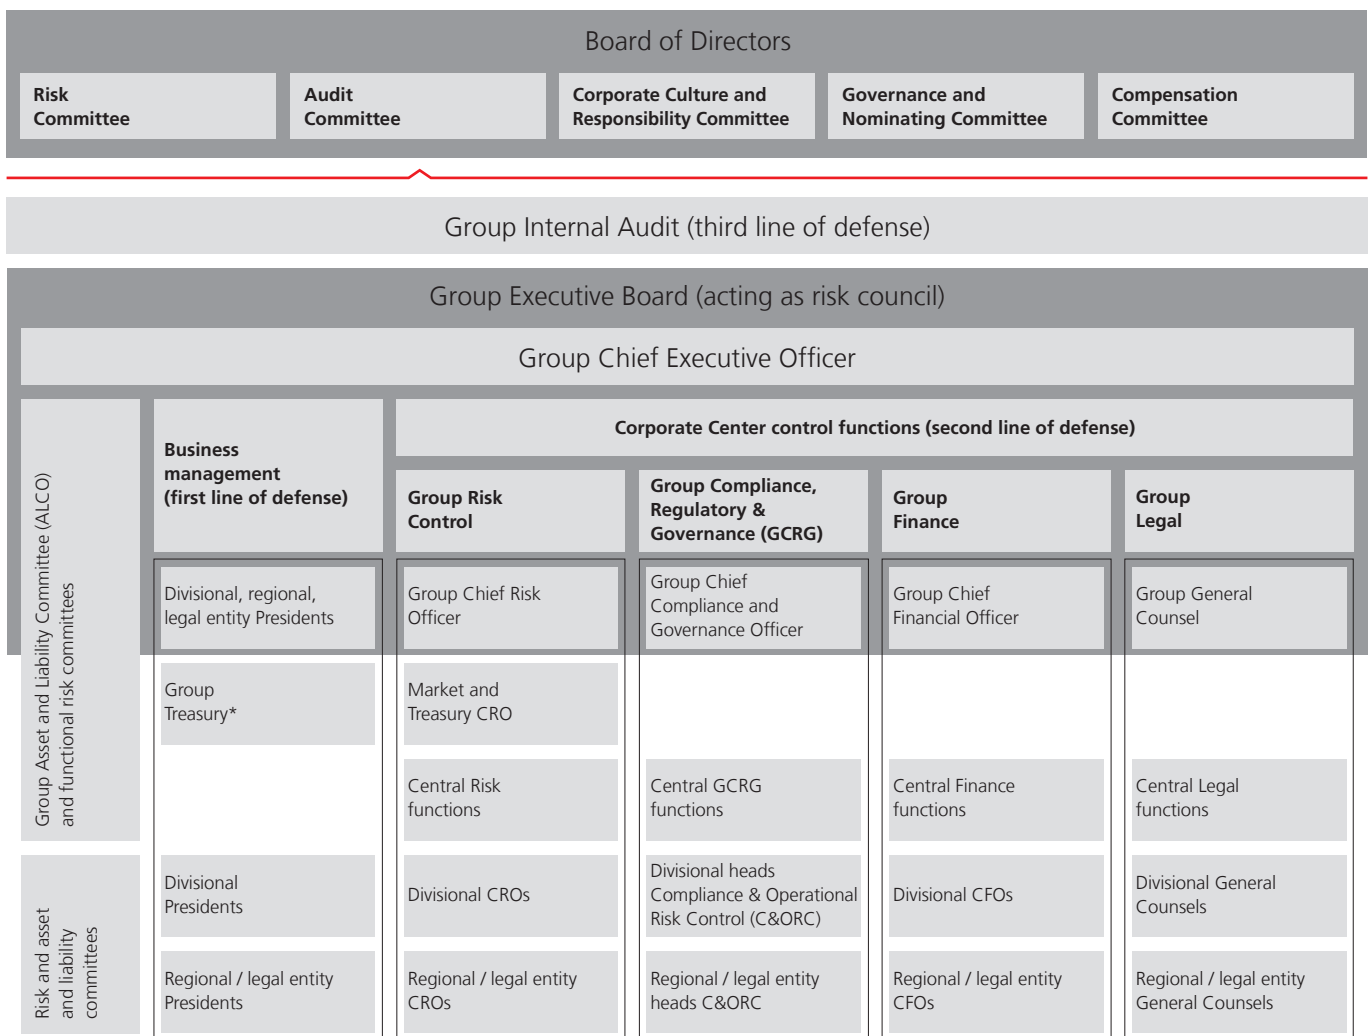 Board of Directors
Risk
Committee
Audit
Committee
Corporate Culture and
Responsibility Committee
Governance and
Nominating Committee
Compensation
Committee
Group Internal Audit (third line of defense)
Group Executive Board (acting as risk council)
Group Chief Executive Officer
Group Asset and Liability Committee (ALCO)
and functional risk committees
Business
management
(first line of defense)
Corporate Center control functions (second line of defense)
Group Risk
Control
Group Compliance,
Regulatory &
Governance (GCRG)
Group
Finance
Group
Legal
Divisional, regional,
legal entity Presidents
Group Chief Risk
Officer
Group Chief
Compliance and
Governance Officer
Group Chief
Financial Officer
Group General
Counsel
Group
Treasury*
Market and
Treasury CRO
Central Risk
functions
Central GCRG
functions
Central Finance
functions
Central Legal
functions
Risk and asset
and liability
committees
Divisional
Presidents
Divisional CROs
Divisional heads
Compliance & Operational
Risk Control (C&ORC)
Divisional CFOs
Divisional General
Counsels
Regional / legal entity
Presidents
Regional / legal entity
CROs
Regional / legal entity
heads C&ORC
Regional / legal entity
CFOs
Regional / legal entity
General Counsels